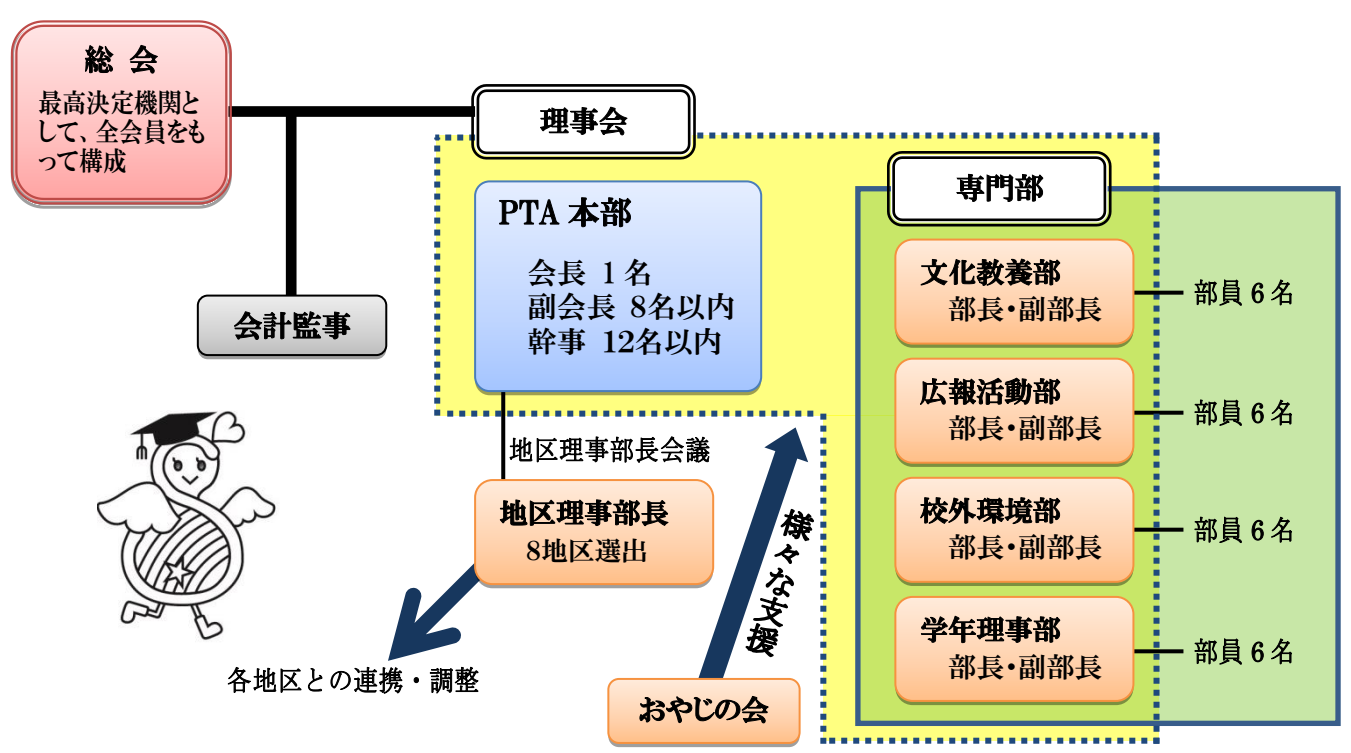 総 会
最高決定機関と
して、全会員をも
って構成
理事会
会計監事
PTA 本部
会長 1名
副会長 8名以内
幹事 12名以内
地区理事部長会議
地区理事部長
8地区選出
各地区との連携・調整
様々な支援
おやじの会
専門部
文化教養部
部長・副部長
部員6名
広報活動部
部長・副部長
部員6名
校外環境部
部長・副部長
部員6名
学年理事部
部長・副部長
部員6名